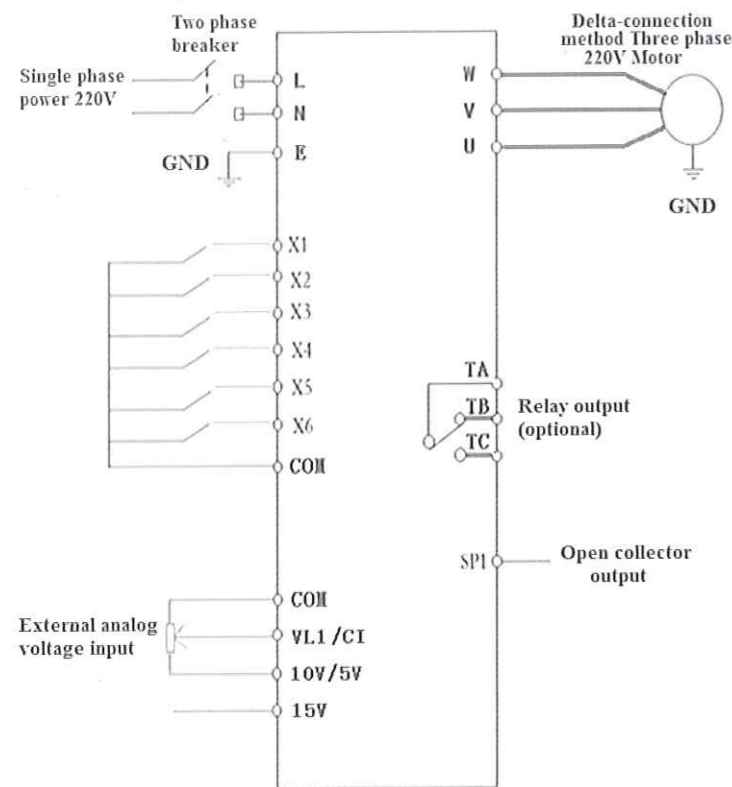 Two phase
breaker
Single phase
power 220V
L
N
E
GND
Delta-connection
method Three phase
220V Motor
W
V
U
GND
X1
X2
X3
X4
X5
X6
COM
TA
TB
TC
Relay output
(optional)
SP1
Open collector
output
External analog
voltage input
COM
VL1/CI
10V/5V
15V